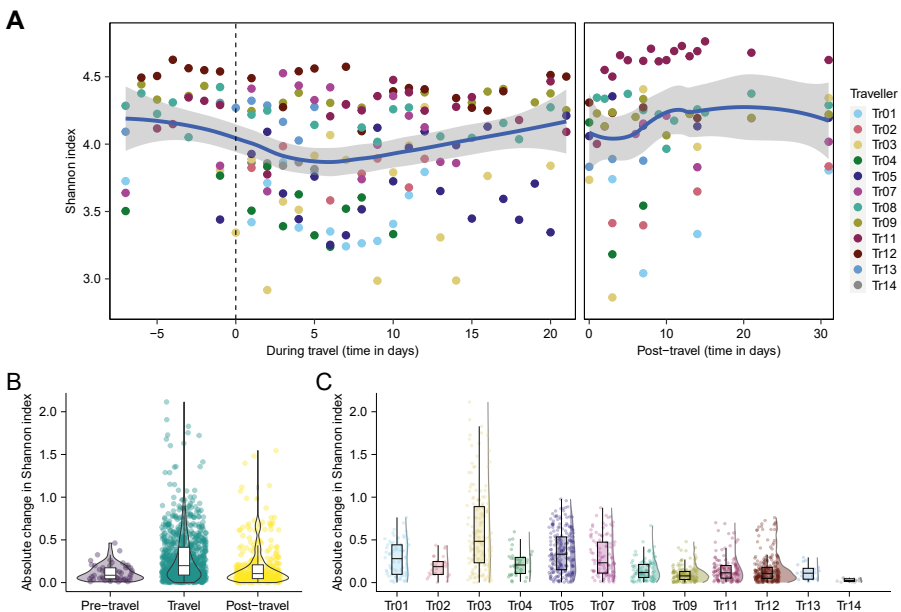 A
Shannon index
4.5
4.0
3.5
3.0
−5
0
5
10
15
20
During travel (time in days)
0
10
20
30
Post−travel (time in days)
Traveller
Tr01
Tr02
Tr03
Tr04
Tr05
Tr07
Tr08
Tr09
Tr11
Tr12
Tr13
Tr14
B
Absolute change in Shannon index
2.0
1.5
1.0
0.5
0.0
Pre−travel
Travel
Post−travel
C
Absolute change in Shannon index
2.0
1.5
1.0
0.5
0.0
Tr01
Tr02
Tr03
Tr04
Tr05
Tr07
Tr08
Tr09
Tr11
Tr12
Tr13
Tr14